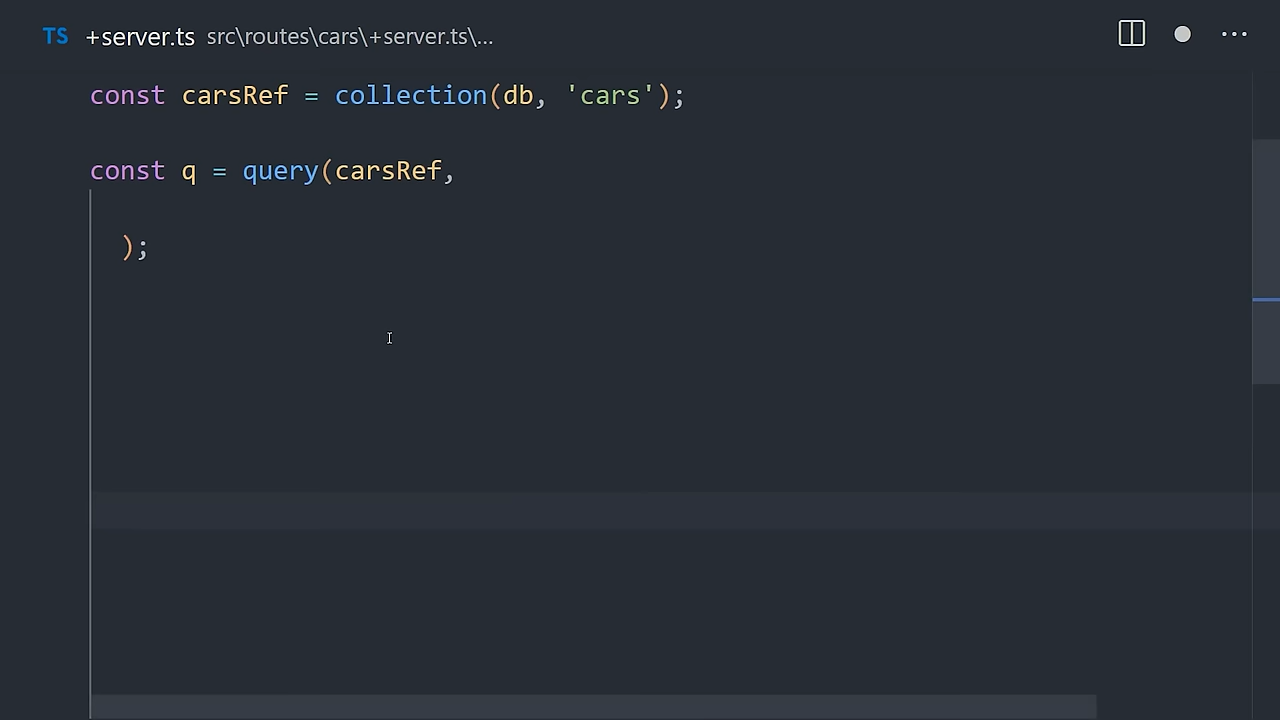 TS +server.ts src\routes\cars\+server.ts\...
const carsRef = collection(db, 'cars');
const q = query(carsRef,
);